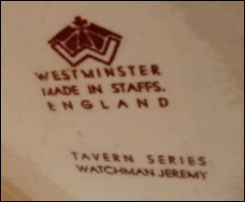 WESTMINSTER
MADE IN STAFFS.
ENGLAND
TAVERN SERIES
WATCHMAN JEREMY